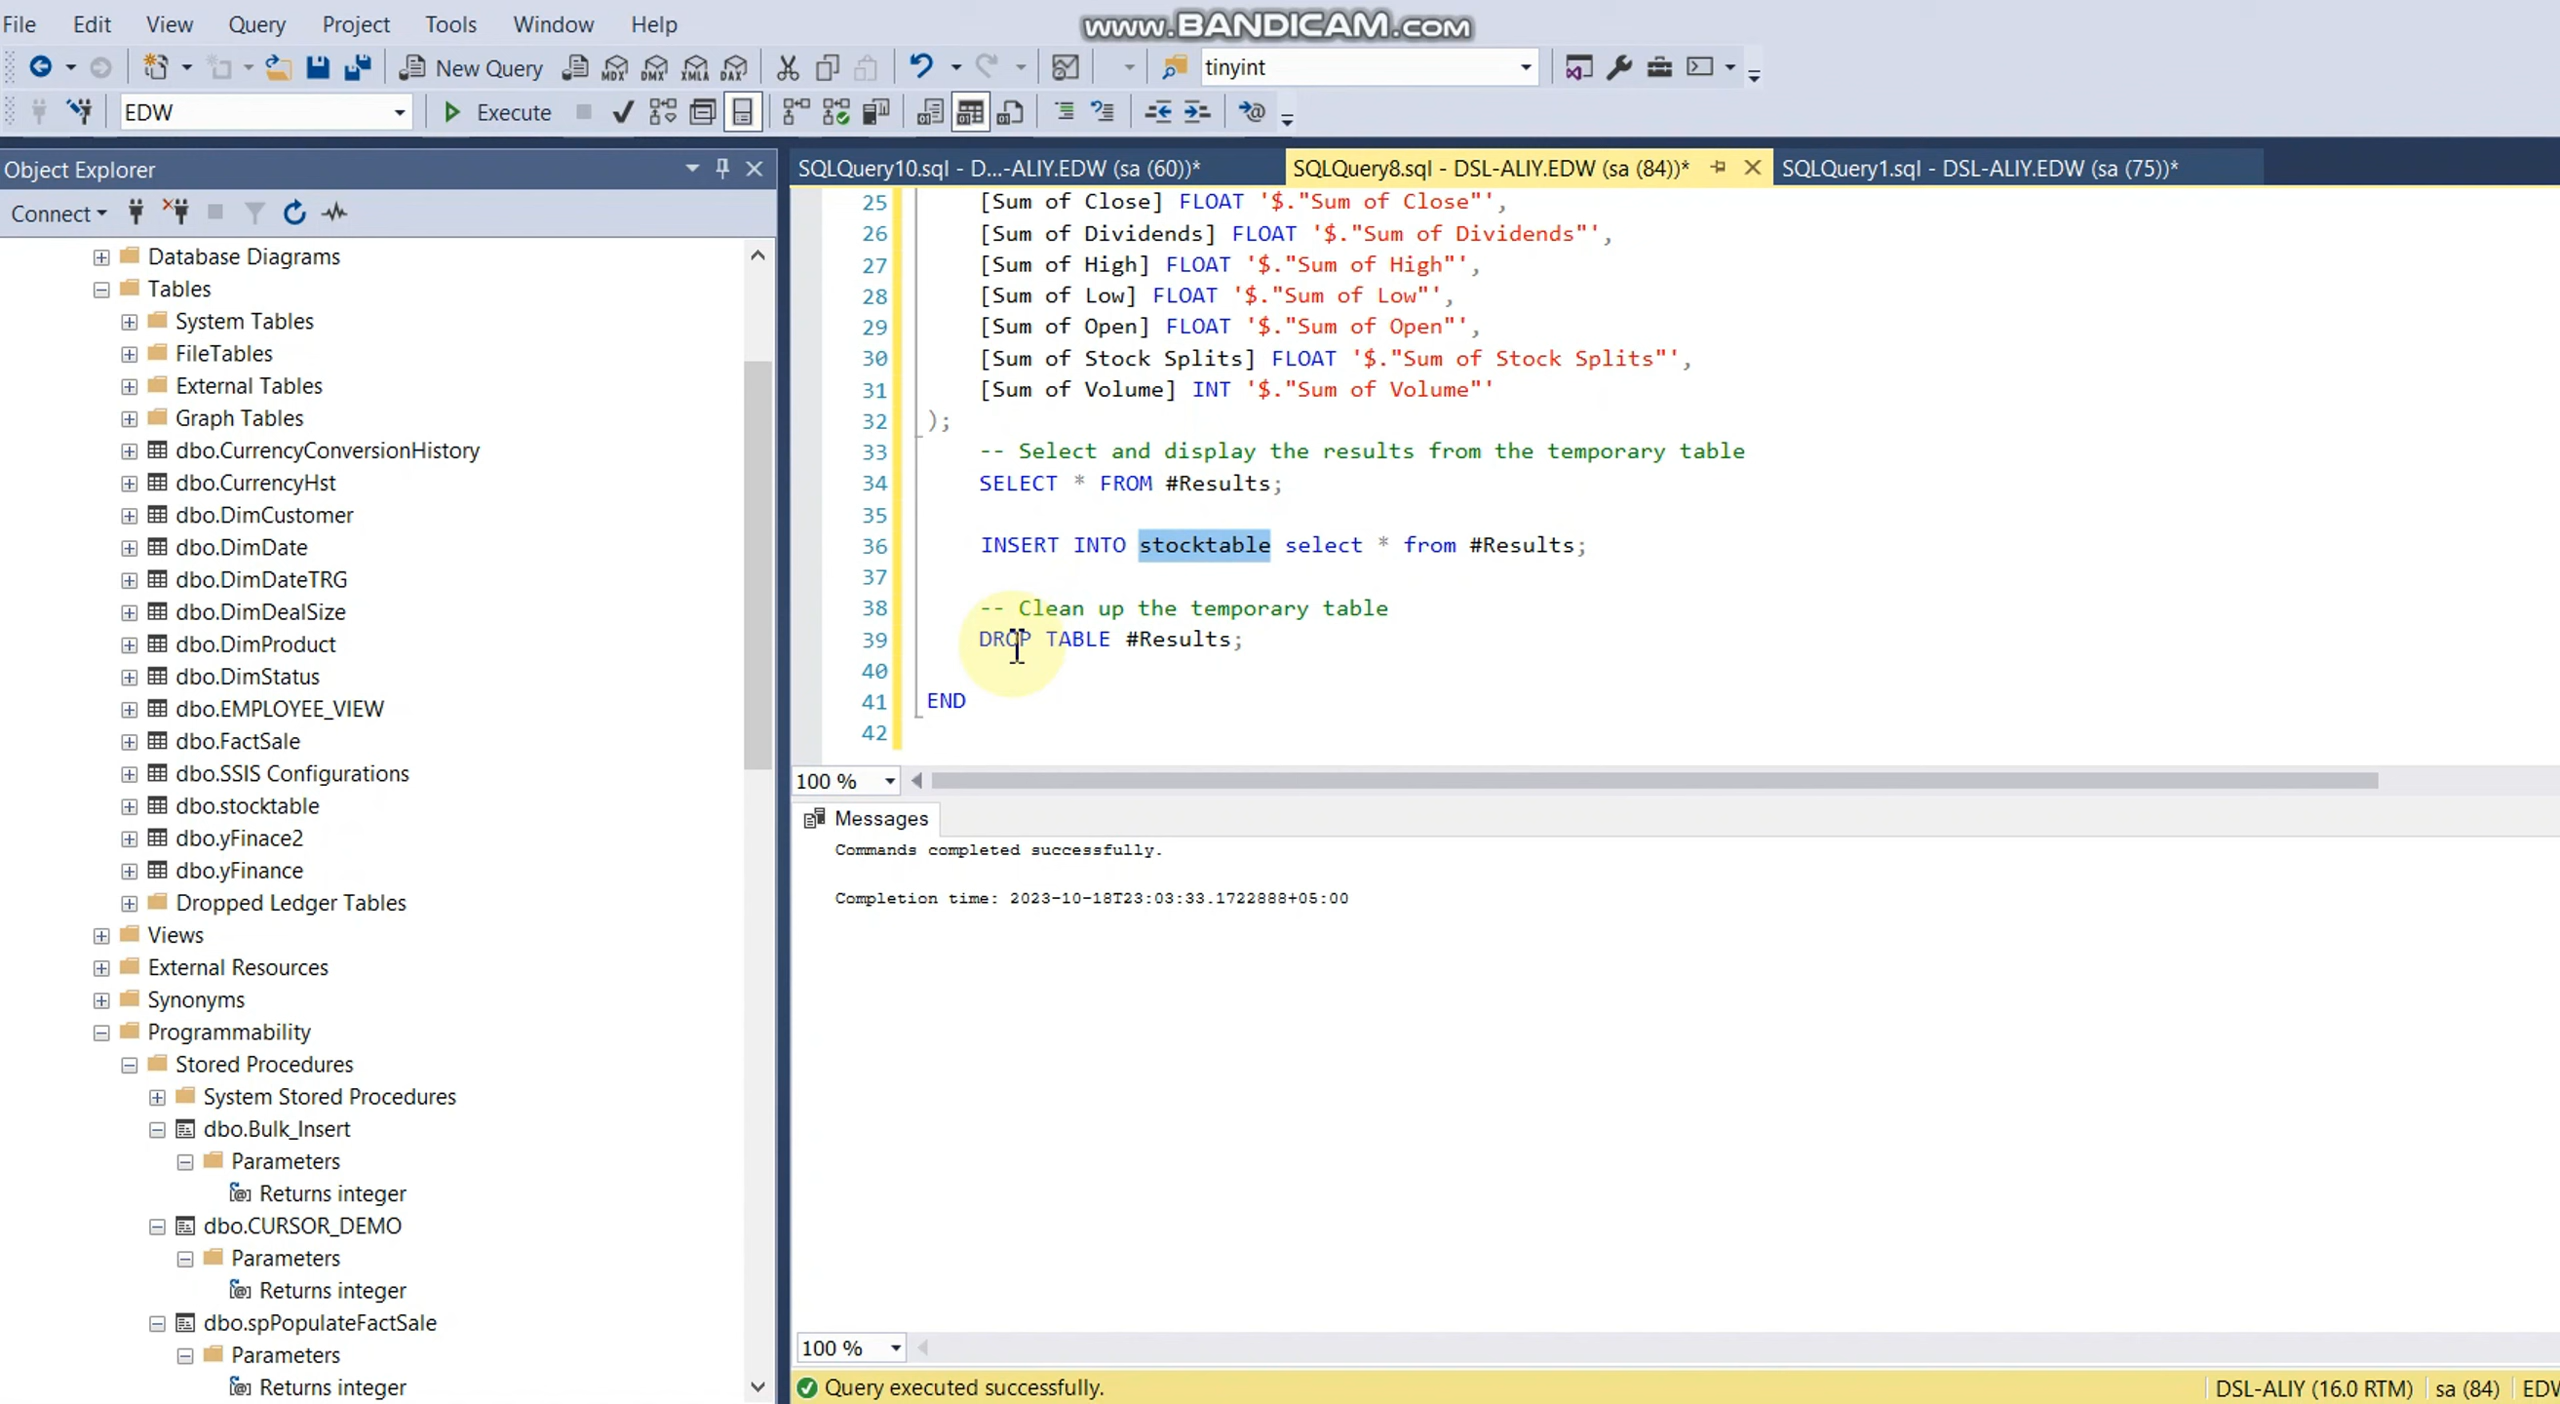 www.BANDICAM.com
File Edit View Query Project Tools Window Help
New Query MDX DMX XMLA DAX tinyint
EDW Execute
Object Explorer
Connect
Database Diagrams
Tables
System Tables
FileTables
External Tables
Graph Tables
dbo.CurrencyConversionHistory
dbo.CurrencyHst
dbo.DimCustomer
dbo.DimDate
dbo.DimDateTRG
dbo.DimDealSize
dbo.DimProduct
dbo.DimStatus
dbo.EMPLOYEE_VIEW
dbo.FactSale
dbo.SSIS Configurations
dbo.stocktable
dbo.yFinace2
dbo.yFinance
Dropped Ledger Tables
Views
External Resources
Synonyms
Programmability
Stored Procedures
System Stored Procedures
dbo.Bulk_Insert
Parameters
Returns integer
dbo.CURSOR_DEMO
Parameters
Returns integer
dbo.spPopulateFactSale
Parameters
Returns integer
SQLQuery10.sql - D...-ALIY.EDW (sa (60))* SQLQuery8.sql - DSL-ALIY.EDW (sa (84))* SQLQuery1.sql - DSL-ALIY.EDW (sa (75))*
25 [Sum of Close] FLOAT '$."Sum of Close"',
26 [Sum of Dividends] FLOAT '$."Sum of Dividends"',
27 [Sum of High] FLOAT '$."Sum of High"',
28 [Sum of Low] FLOAT '$."Sum of Low"',
29 [Sum of Open] FLOAT '$."Sum of Open"',
30 [Sum of Stock Splits] FLOAT '$."Sum of Stock Splits"',
31 [Sum of Volume] INT '$."Sum of Volume"'
32 );
33 -- Select and display the results from the temporary table
34 SELECT * FROM #Results;
35
36 INSERT INTO stocktable select * from #Results;
37
38 -- Clean up the temporary table
39 DROP TABLE #Results;
40
41 END
42
100 %
Messages
Commands completed successfully.
Completion time: 2023-10-18T23:03:33.1722888+05:00
100 %
Query executed successfully. DSL-ALIY (16.0 RTM) sa (84)